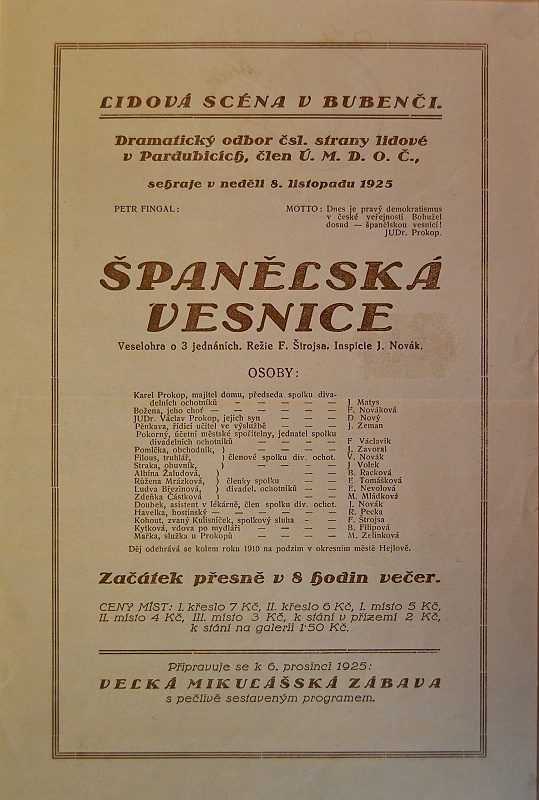 LIDOVÁ SCÉNA V BUBENČI.
Dramatický odbor čsl. strany lidové
v Pardubicích, člen Ú. M. D. O. Č.,
sehraje v neděli 8. listopadu 1925
PETR FINGAL:
MOTTO: Dnes je pravý demokratismus
v české veřejnosti Bohužel
dosud — španělskou vesnicí!
JUDr. Prokop.
ŠPANĚLSKÁ
VESNICE
Veselohra o 3 jednáních. Režie F. Štrojsa. Inspicie J. Novák.
OSOBY:
Karel Prokop, majitel domu, předseda spolku diva-
delních ochotníků — — — — — J Matys
Božena, jeho choť — — — — — — F. Nováková
JUDr. Václav Prokop, jejich syn — — — — D. Nový
Pěnkava, řídící učitel ve výslužbě — — — J. Zeman
Pokorný, účetní městské spořitelny, jednatel spolku
divadelních ochotníků — — — — — F Václavík
Pomlčka, obchodník, ) — — — — J. Zavoral
Filous, truhlář, ) členové spolku div. ochot. V. Novák
Straka, obuvník, ) — — — — J Volek
Albína Žaludová, ) — — B. Racková
Růžena Mrázková, ) členky spolku — — E Tomášková
Ludva Březinová, ) divadel. ochotníků — — E. Nevolová
Zdeňka Částková ) — — M. Mládková
Doubek, asistent v lékárně, člen spolku div. ochot. J. Novák
Havelka, hostinský — — — — — — R. Pecka
Kohout, zvaný Kulisníček, spolkový sluha - — F. Štrojsa
Kytková, vdova po mydláři — — — — B. Filipová
Mařka, služka u Prokopů — — — — M. Zelinková
Děj odehrává se kolem roku 1910 na podzim v okresním městě Hejlově.
Začátek přesně v 8 hodin večer.
CENY MÍST: I. křeslo 7 Kč, II. křeslo 6 Kč, I. místo 5 Kč,
II. místo 4 Kč, III. místo 3 Kč, k stání v přízemí 2 Kč,
k stání na galerii 1·50 Kč.
Připravuje se k 6. prosinci 1925:
VELKÁ MIKULÁŠSKÁ ZÁBAVA
s pečlivě sestaveným programem.